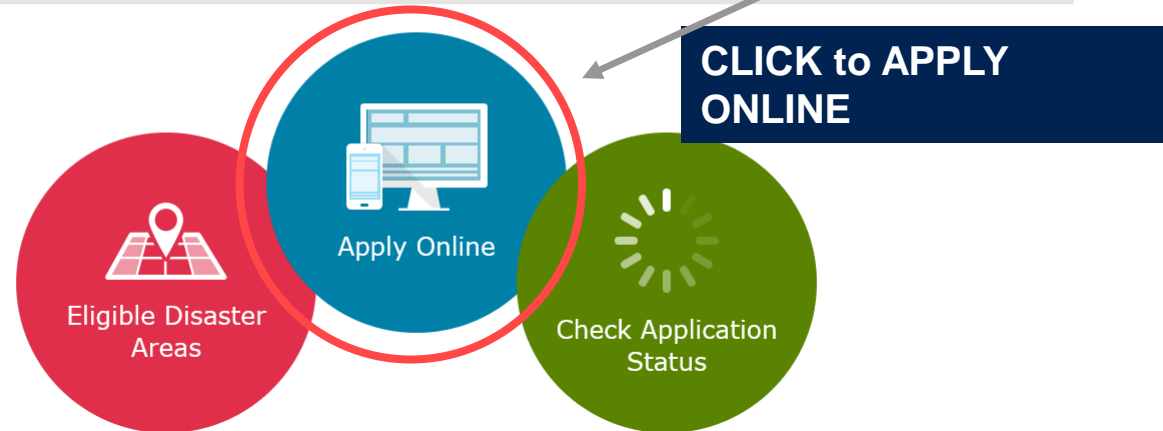 CLICK to APPLY
ONLINE
Apply Online
Eligible Disaster
Areas
Check Application
Status